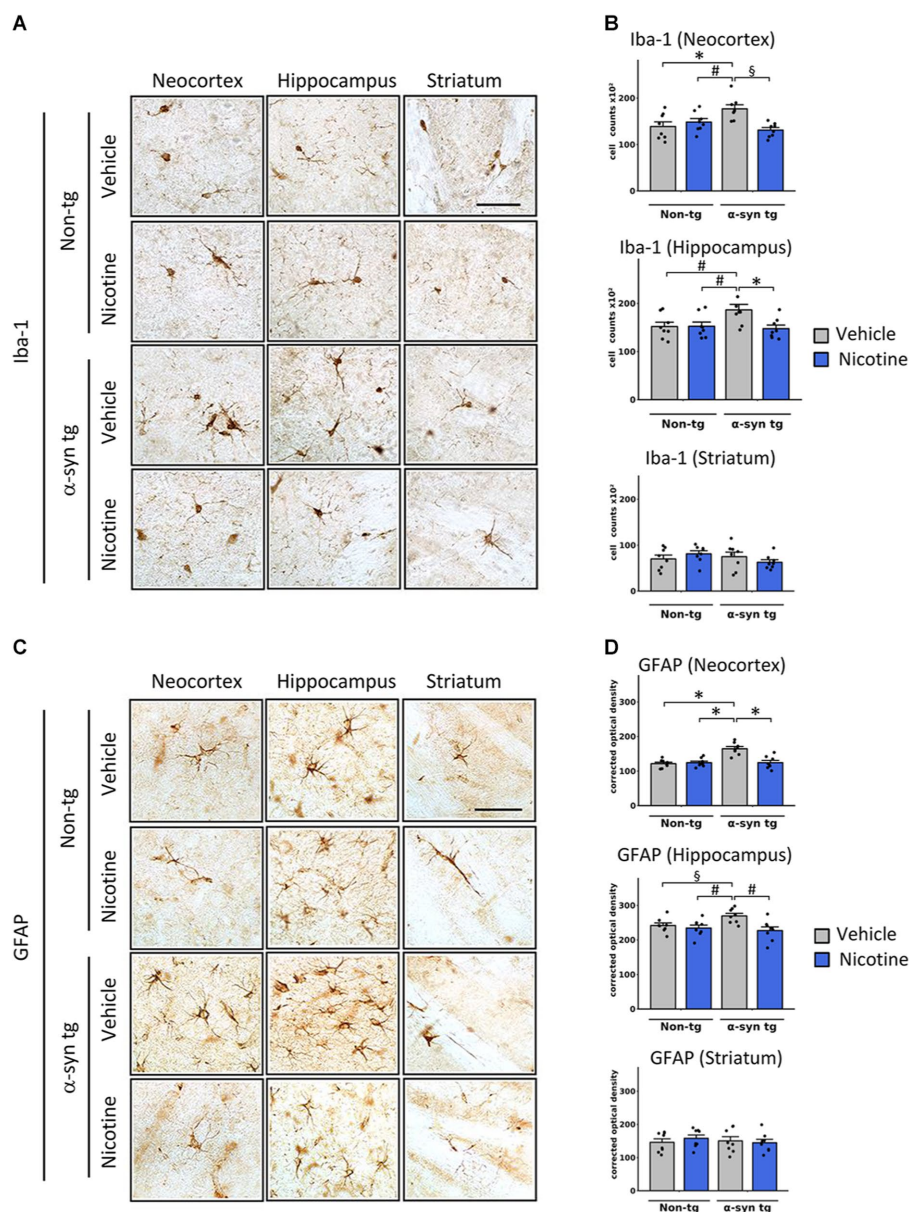 A
Neocortex Hippocampus Striatum
Iba-1
Non-tg
Vehicle
Nicotine
α-syn tg
Vehicle
Nicotine
B
Iba-1 (Neocortex)
* # §
cell counts x10²
200
100
0
Non-tg α-syn tg
Iba-1 (Hippocampus)
# # *
cell counts x10²
200
100
0
Non-tg α-syn tg
Vehicle
Nicotine
Iba-1 (Striatum)
cell counts x10²
200
100
0
Non-tg α-syn tg
C
Neocortex Hippocampus Striatum
GFAP
Non-tg
Vehicle
Nicotine
α-syn tg
Vehicle
Nicotine
D
GFAP (Neocortex)
* * *
corrected optical density
300
200
100
0
Non-tg α-syn tg
GFAP (Hippocampus)
§ # #
corrected optical density
300
200
100
0
Non-tg α-syn tg
Vehicle
Nicotine
GFAP (Striatum)
corrected optical density
300
200
100
0
Non-tg α-syn tg